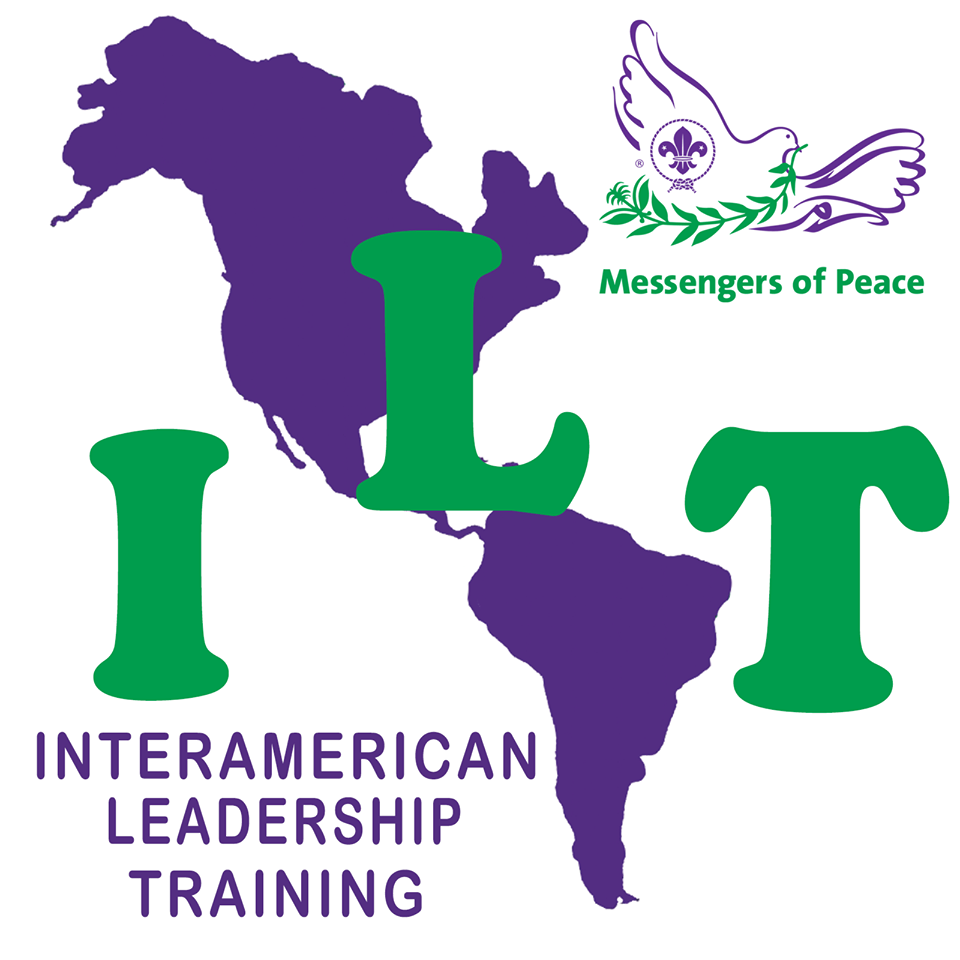 ®
Messengers of Peace
I L T
INTERAMERICAN
LEADERSHIP
TRAINING